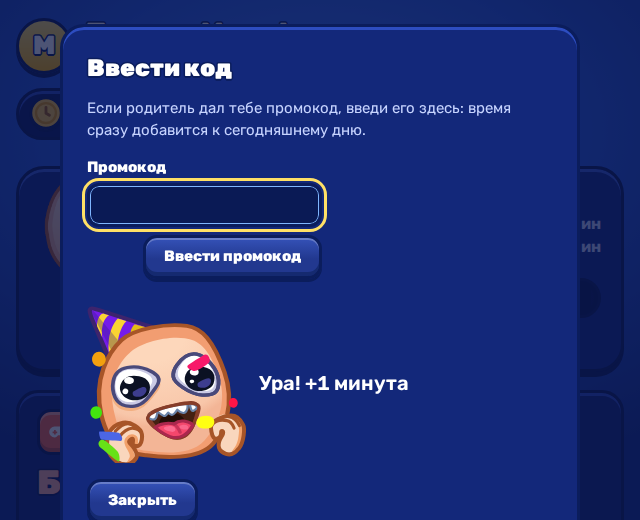 М
Ввести код
Если родитель дал тебе промокод, введи его здесь: время
сразу добавится к сегодняшнему дню.
Промокод
Ввести промокод
Ура! +1 минута
Закрыть